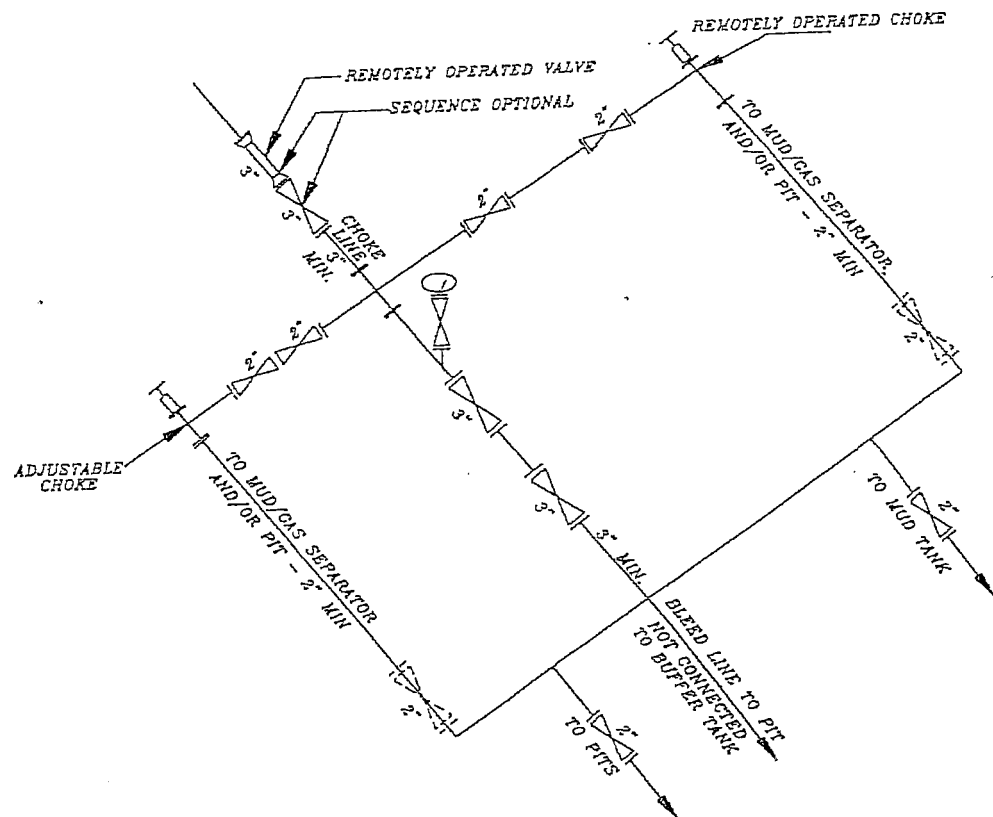 REMOTELY OPERATED CHOKE
REMOTELY OPERATED VALVE
SEQUENCE OPTIONAL
3"
3"
CHOKE
LINE
3"
MIN.
2"
2"
TO MUD/GAS SEPARATOR
AND/OR PIT - 2" MIN
2"
2"
2"
ADJUSTABLE
CHOKE
TO MUD/GAS SEPARATOR
AND/OR PIT - 2" MIN
2"
3"
3"
3" MIN.
2"
TO MUD TANK
BLEED LINE TO PIT
NOT CONNECTED
TO BUFFER TANK
2"
TO PITS